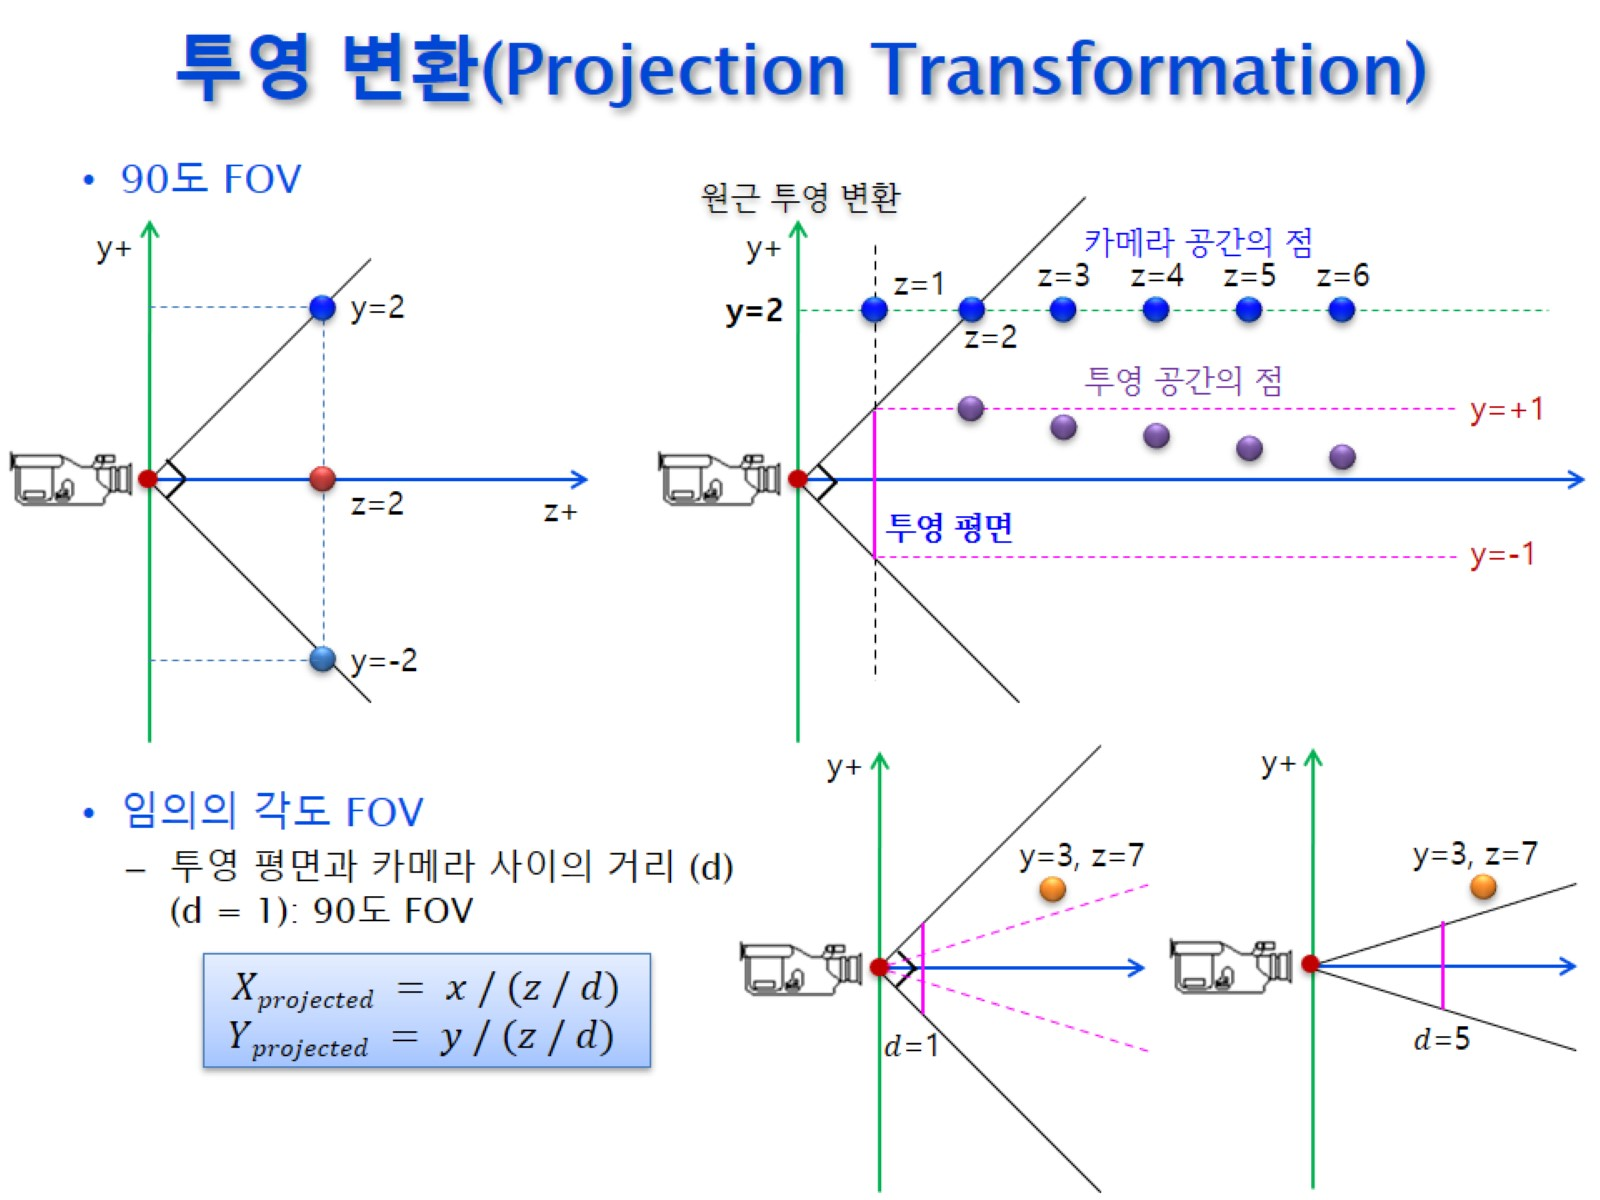 투영 변환(Projection Transformation)
• 90도 FOV
y+
y=2
z=2
z+
y=-2
원근 투영 변환
y+
카메라 공간의 점
z=1
z=3
z=4
z=5
z=6
y=2
z=2
투영 공간의 점
y=+1
투영 평면
y=-1
• 임의의 각도 FOV
– 투영 평면과 카메라 사이의 거리 (d)
(d = 1): 90도 FOV
X projected = x / (z / d)
Y projected = y / (z / d)
y+
y=3, z=7
d=1
y+
y=3, z=7
d=5